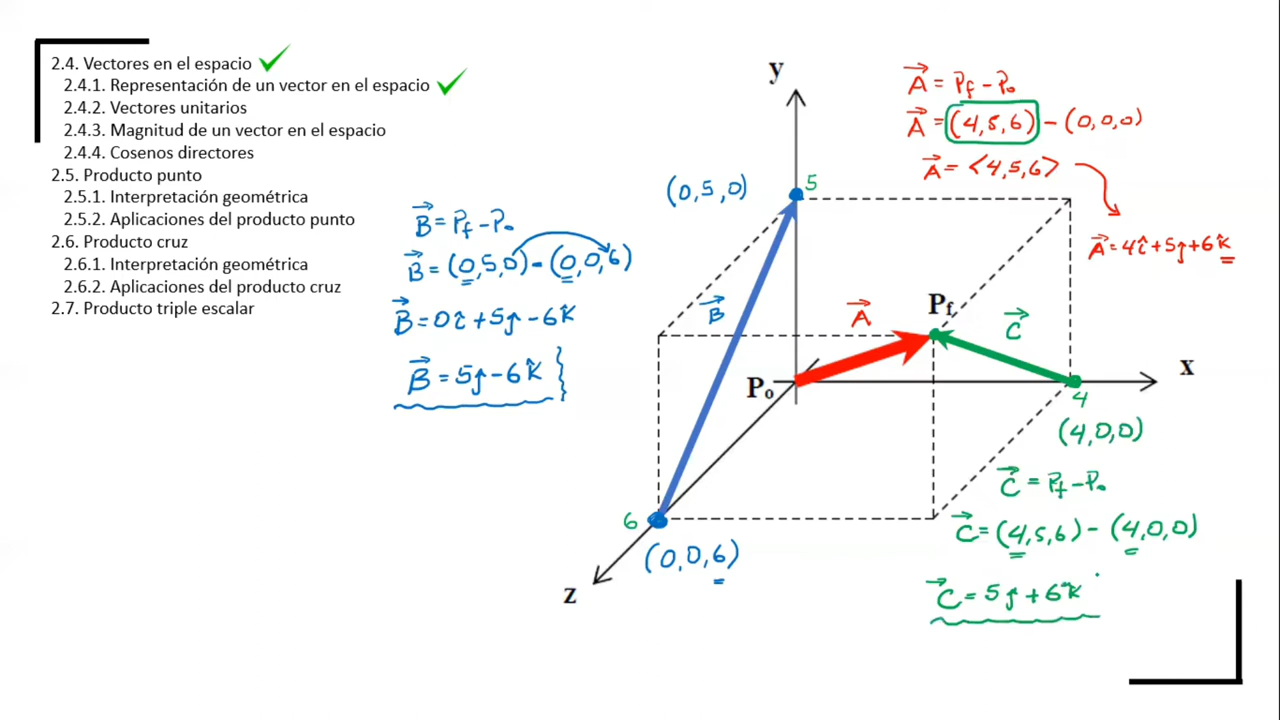 2.4. Vectores en el espacio
2.4.1. Representación de un vector en el espacio
2.4.2. Vectores unitarios
2.4.3. Magnitud de un vector en el espacio
2.4.4. Cosenos directores
2.5. Producto punto
2.5.1. Interpretación geométrica
2.5.2. Aplicaciones del producto punto
2.6. Producto cruz
2.6.1. Interpretación geométrica
2.6.2. Aplicaciones del producto cruz
2.7. Producto triple escalar
B⃗ = Pf - Po
B⃗ = (0,5,0) - (0,0,6)
B⃗ = 0î + 5ĵ - 6k̂
B⃗ = 5ĵ - 6k̂
y
(0,5,0)
5
B⃗
A⃗
Pf
C⃗
x
Po
4
(4,0,0)
6
(0,0,6)
z
A⃗ = Pf - Po
A⃗ = (4,5,6) - (0,0,0)
A⃗ = <4,5,6>
A⃗ = 4î + 5ĵ + 6k̂
C⃗ = Pf - Po
C⃗ = (4,5,6) - (4,0,0)
C⃗ = 5ĵ + 6k̂